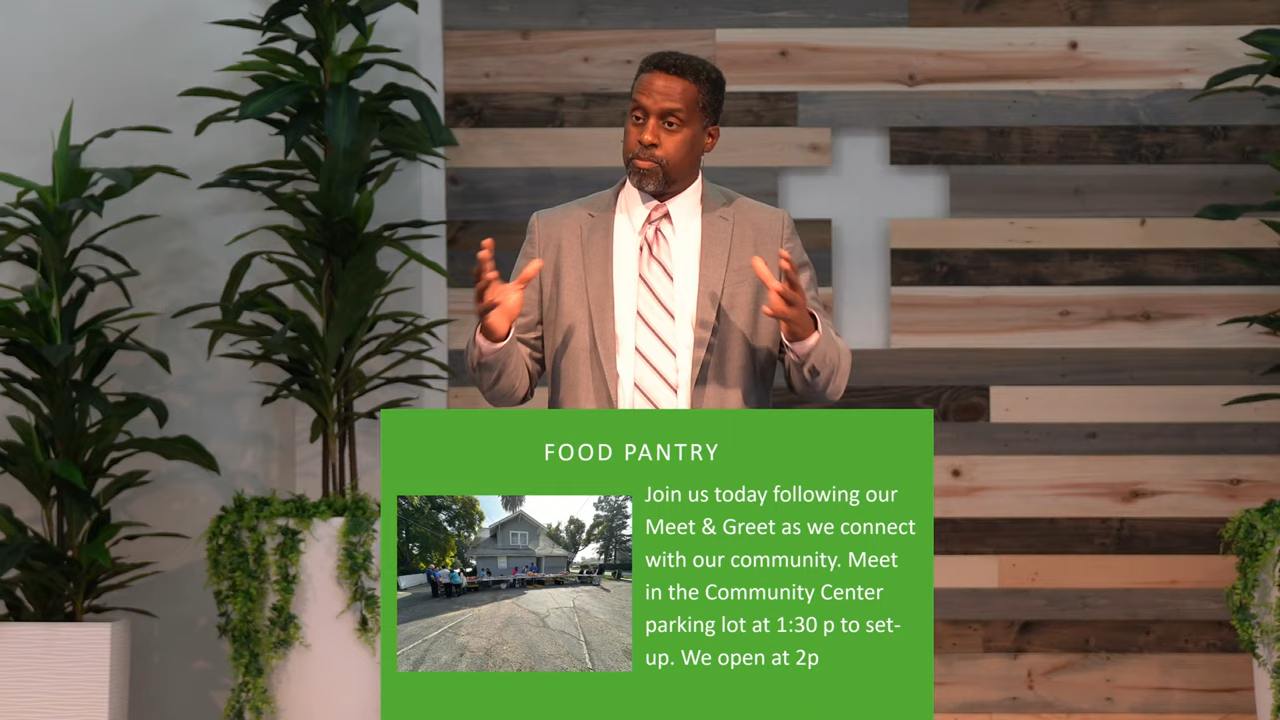 FOOD PANTRY
Join us today following our
Meet & Greet as we connect
with our community. Meet
in the Community Center
parking lot at 1:30 p to set-
up. We open at 2p